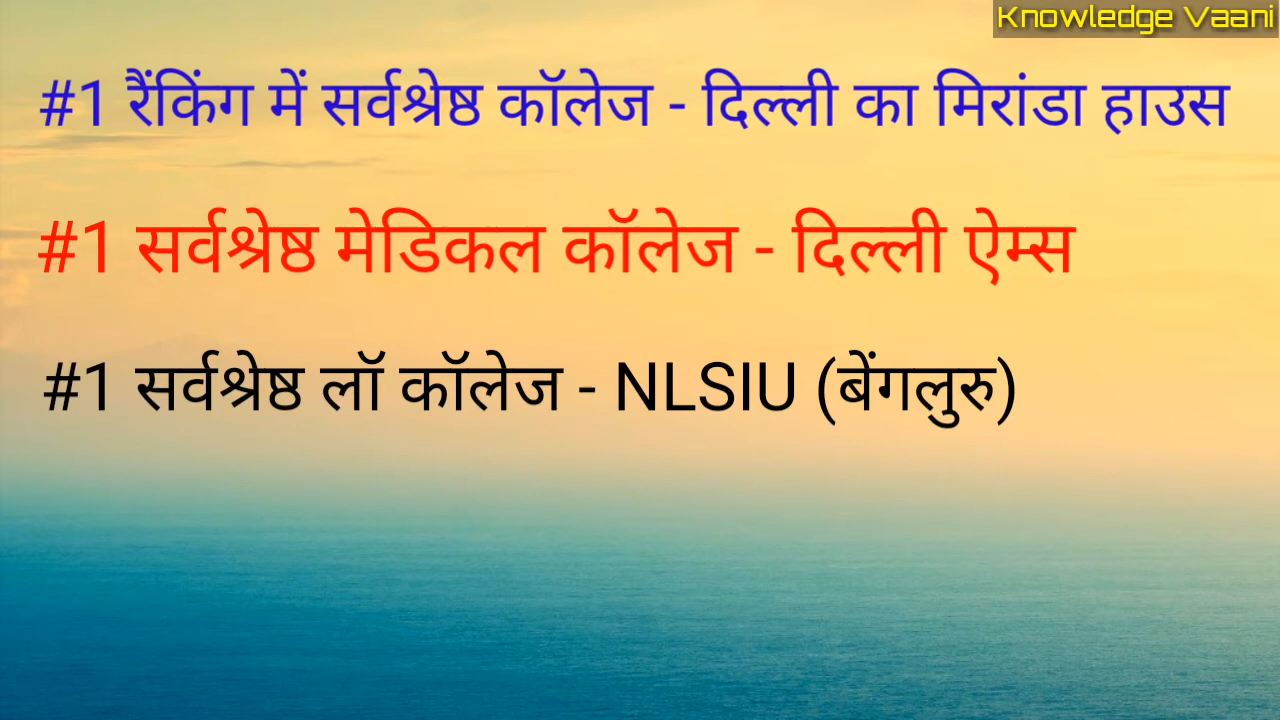 Knowledge Vaani
#1 रैंकिंग में सर्वश्रेष्ठ कॉलेज - दिल्ली का मिरांडा हाउस
#1 सर्वश्रेष्ठ मेडिकल कॉलेज - दिल्ली ऐम्स
#1 सर्वश्रेष्ठ लॉ कॉलेज - NLSIU (बेंगलुरु)